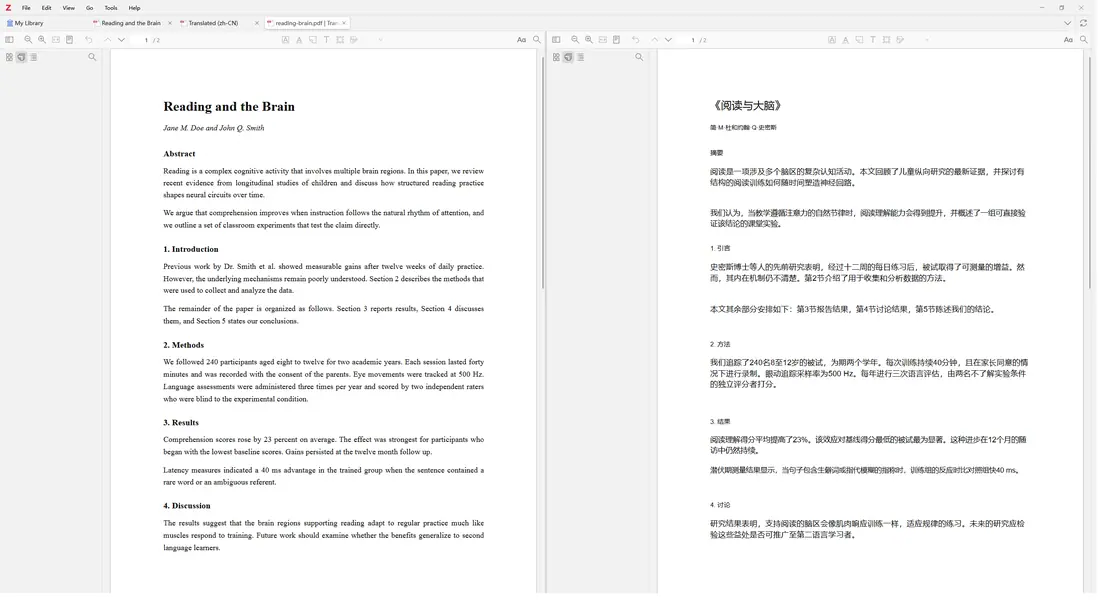 File Edit View Go Tools Help
My Library
Reading and the Brain
Translated (zh-CN)
reading-brain.pdf | Tran
1 / 2
Aa
Reading and the Brain
Jane M. Doe and John Q. Smith
Abstract
Reading is a complex cognitive activity that involves multiple brain regions. In this paper, we review
recent evidence from longitudinal studies of children and discuss how structured reading practice
shapes neural circuits over time.
We argue that comprehension improves when instruction follows the natural rhythm of attention, and
we outline a set of classroom experiments that test the claim directly.
1. Introduction
Previous work by Dr. Smith et al. showed measurable gains after twelve weeks of daily practice.
However, the underlying mechanisms remain poorly understood. Section 2 describes the methods that
were used to collect and analyze the data.
The remainder of the paper is organized as follows. Section 3 reports results, Section 4 discusses
them, and Section 5 states our conclusions.
2. Methods
We followed 240 participants aged eight to twelve for two academic years. Each session lasted forty
minutes and was recorded with the consent of the parents. Eye movements were tracked at 500 Hz.
Language assessments were administered three times per year and scored by two independent raters
who were blind to the experimental condition.
3. Results
Comprehension scores rose by 23 percent on average. The effect was strongest for participants who
began with the lowest baseline scores. Gains persisted at the twelve month follow up.
Latency measures indicated a 40 ms advantage in the trained group when the sentence contained a
rare word or an ambiguous referent.
4. Discussion
The results suggest that the brain regions supporting reading adapt to regular practice much like
muscles respond to training. Future work should examine whether the benefits generalize to second
language learners.
1 / 2
Aa
《阅读与大脑》
简·M·杜和约翰·Q·史密斯
摘要
阅读是一项涉及多个脑区的复杂认知活动。本文回顾了儿童纵向研究的最新证据，并探讨有
结构的阅读训练如何随时间塑造神经回路。
我们认为，当教学遵循注意力的自然节律时，阅读理解能力会得到提升，并概述了一组可直接验
证该结论的课堂实验。
1. 引言
史密斯博士等人的先前研究表明，经过十二周的每日练习后，被试取得了可测量的增益。然
而，其内在机制仍不清楚。第2节介绍了用于收集和分析数据的方法。
本文其余部分安排如下：第3节报告结果，第4节讨论结果，第5节陈述我们的结论。
2. 方法
我们追踪了240名8至12岁的被试，为期两个学年。每次训练持续40分钟，且在家长同意的情
况下进行录制。眼动追踪采样率为500 Hz。每年进行三次语言评估，由两名不了解实验条件
的独立评分者打分。
3. 结果
阅读理解得分平均提高了23%。该效应对基线得分最低的被试最为显著。这种进步在12个月的随
访中仍然持续。
潜伏期测量结果显示，当句子包含生僻词或指代模糊的指称时，训练组的反应时比对照组快40 ms。
4. 讨论
研究结果表明，支持阅读的脑区会像肌肉响应训练一样，适应规律的练习。未来的研究应检
验这些益处是否可推广至第二语言学习者。